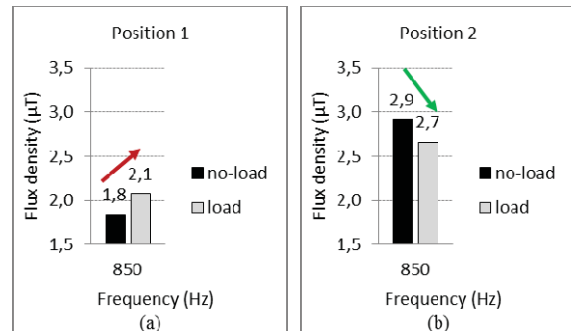 Position 1
3,5
3,0
2,5
2,0
1,5
Flux density (µT)
1,8
2,1
no-load
load
850
Frequency (Hz)
(a)
Position 2
3,5
3,0
2,5
2,0
1,5
Flux density (µT)
2,9
2,7
no-load
load
850
Frequency (Hz)
(b)